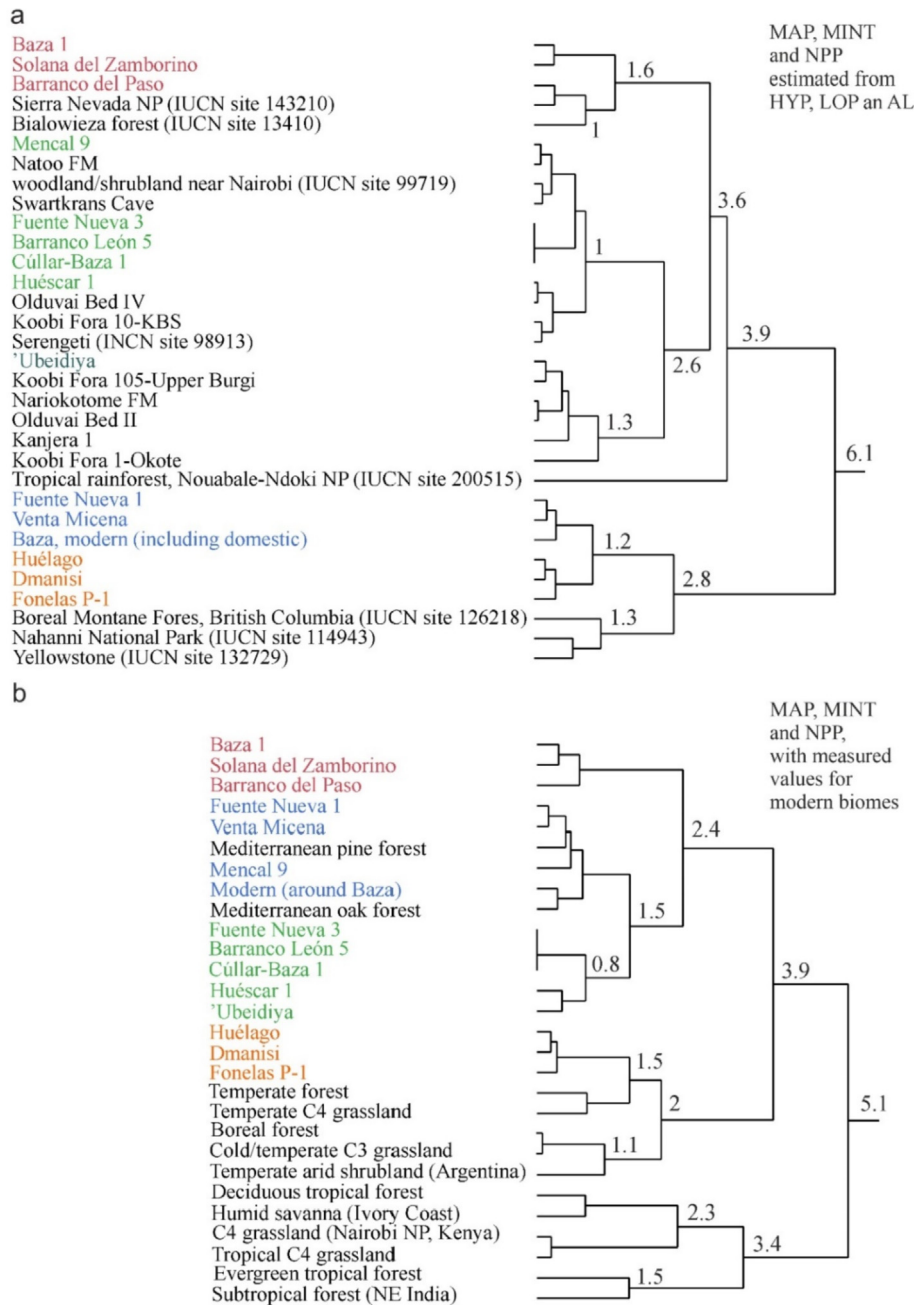 a
Baza 1
Solana del Zamborino
Barranco del Paso
Sierra Nevada NP (IUCN site 143210)
Bialowieza forest (IUCN site 13410)
Mencal 9
Natoo FM
woodland/shrubland near Nairobi (IUCN site 99719)
Swartkrans Cave
Fuente Nueva 3
Barranco León 5
Cúllar-Baza 1
Huéscar 1
Olduvai Bed IV
Koobi Fora 10-KBS
Serengeti (INCN site 98913)
'Ubeidiya
Koobi Fora 105-Upper Burgi
Nariokotome FM
Olduvai Bed II
Kanjera 1
Koobi Fora 1-Okote
Tropical rainforest, Nouabale-Ndoki NP (IUCN site 200515)
Fuente Nueva 1
Venta Micena
Baza, modern (including domestic)
Huélago
Dmanisi
Fonelas P-1
Boreal Montane Fores, British Columbia (IUCN site 126218)
Nahanni National Park (IUCN site 114943)
Yellowstone (IUCN site 132729)
1.6
1
3.6
1
3.9
2.6
1.3
6.1
1.2
2.8
1.3
MAP, MINT
and NPP
estimated from
HYP, LOP an AL
b
Baza 1
Solana del Zamborino
Barranco del Paso
Fuente Nueva 1
Venta Micena
Mediterranean pine forest
Mencal 9
Modern (around Baza)
Mediterranean oak forest
Fuente Nueva 3
Barranco León 5
Cúllar-Baza 1
Huéscar 1
'Ubeidiya
Huélago
Dmanisi
Fonelas P-1
Temperate forest
Temperate C4 grassland
Boreal forest
Cold/temperate C3 grassland
Temperate arid shrubland (Argentina)
Deciduous tropical forest
Humid savanna (Ivory Coast)
C4 grassland (Nairobi NP, Kenya)
Tropical C4 grassland
Evergreen tropical forest
Subtropical forest (NE India)
2.4
1.5
0.8
3.9
1.5
2
5.1
1.1
2.3
3.4
1.5
MAP, MINT
and NPP,
with measured
values for
modern biomes